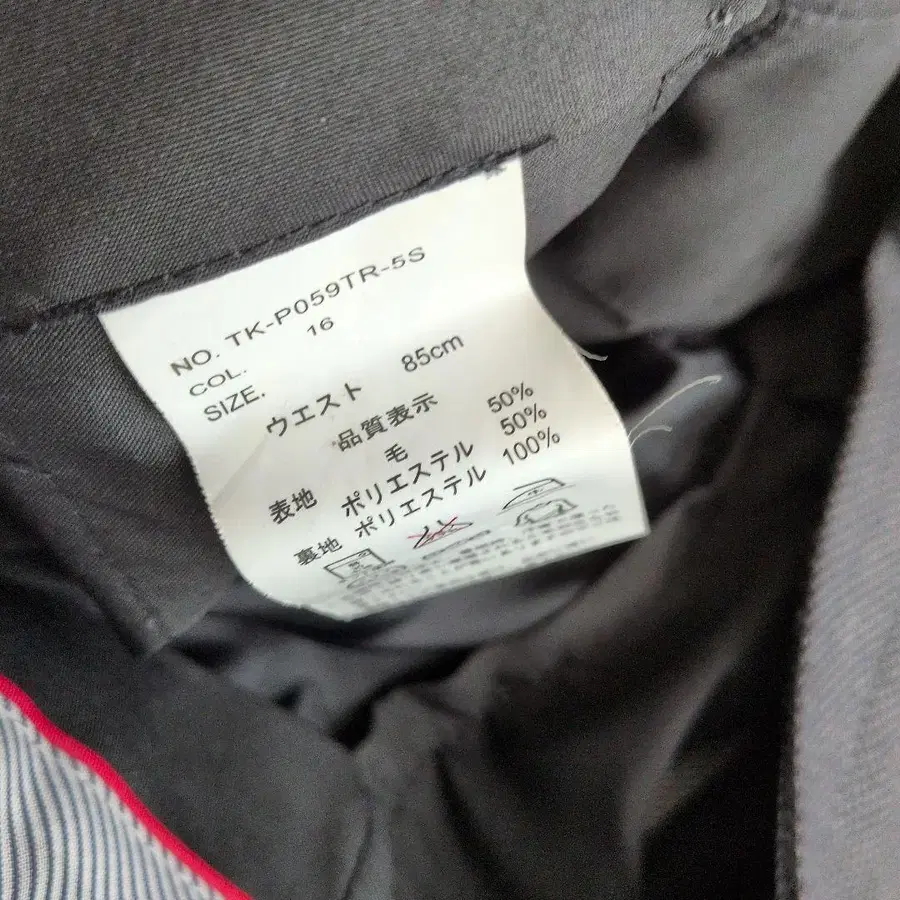 NO. TK-P059TR-5S
COL. 16
SIZE.
ウエスト 85cm
品質表示
表地 毛 50%
ポリエステル 50%
裏地 ポリエステル 100%